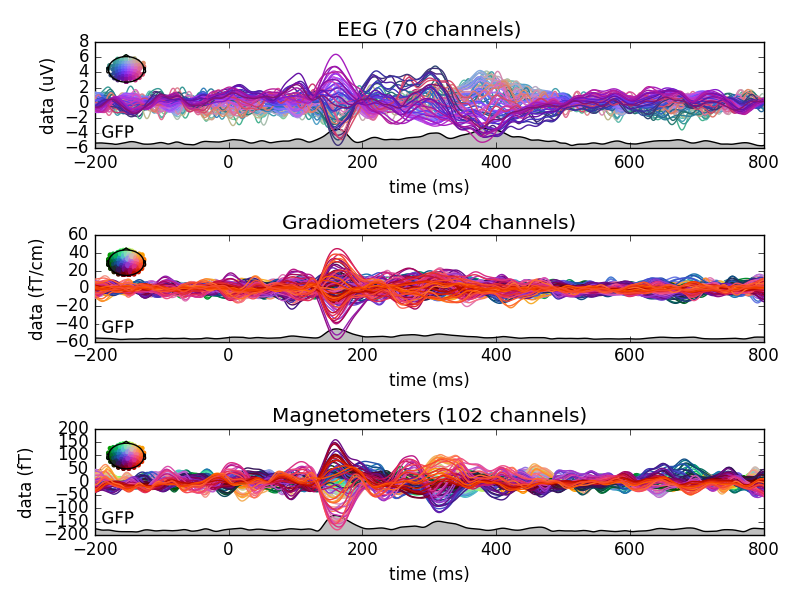 EEG (70 channels)
8
6
4
2
0
−2
−4
−6
data (uV)
GFP
−200 0 200 400 600 800
time (ms)
Gradiometers (204 channels)
60
40
20
0
−20
−40
−60
data (fT/cm)
GFP
−200 0 200 400 600 800
time (ms)
Magnetometers (102 channels)
200
150
100
50
0
−50
−100
−150
−200
data (fT)
GFP
−200 0 200 400 600 800
time (ms)